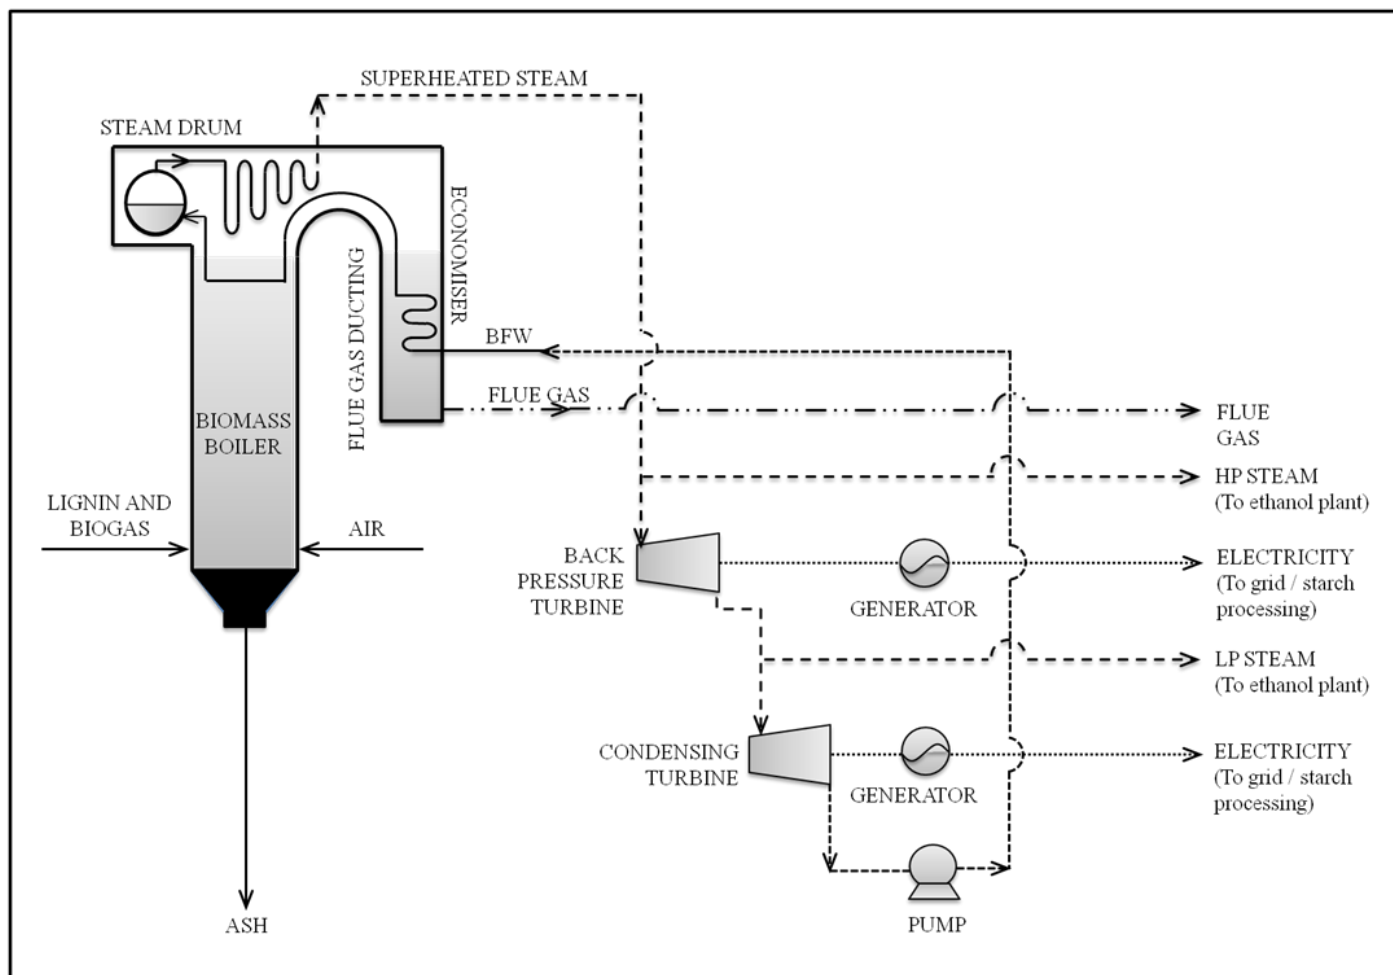 SUPERHEATED STEAM
STEAM DRUM
ECONOMISER
FLUE GAS DUCTING
BFW
FLUE GAS
BIOMASS
BOILER
FLUE
GAS
HP STEAM
(To ethanol plant)
LIGNIN AND
BIOGAS
AIR
BACK
PRESSURE
TURBINE
GENERATOR
ELECTRICITY
(To grid / starch
processing)
LP STEAM
(To ethanol plant)
CONDENSING
TURBINE
GENERATOR
ELECTRICITY
(To grid / starch
processing)
ASH
PUMP